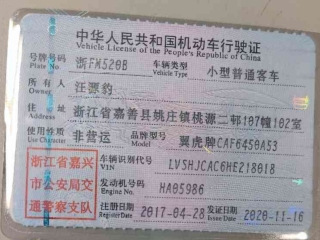 中华人民共和国机动车行驶证
Vehicle License of the People's Republic of China
号牌号码 浙FM520B 车辆类型 小型普通客车
Plate No. Vehicle Type
所有人 汪源豹
Owner
住址 浙江省嘉善县姚庄镇桃源二邨107幢102室
Address
使用性质 非营运 品牌型号 翼虎牌CAF6450A53
Use Character Model
浙江省嘉兴
市公安局交
通警察支队
车辆识别代号 LV5HJCAC6HE218018
VIN
发动机号码 HA05986
Engine No.
注册日期 2017-04-28 发证日期 2020-11-16
Register Date Issue Date